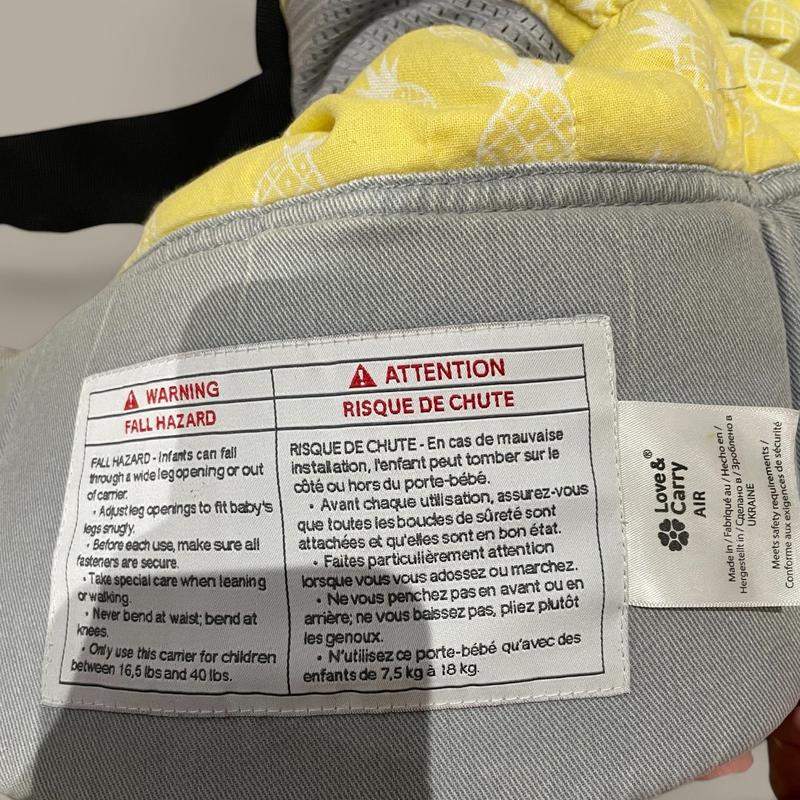 WARNING
FALL HAZARD
FALL HAZARD - Infants can fall
through a wide leg opening or out
of carrier.
• Adjust leg openings to fit baby's
legs snugly.
• Before each use, make sure all
fasteners are secure.
• Take special care when leaning
or walking.
• Never bend at waist; bend at
knees.
• Only use this carrier for children
between 16,5 lbs and 40 lbs.
ATTENTION
RISQUE DE CHUTE
RISQUE DE CHUTE - En cas de mauvaise
installation, l'enfant peut tomber sur le
côté ou hors du porte-bébé.
• Avant chaque utilisation, assurez-vous
que toutes les boucles de sûreté sont
attachées et qu'elles sont en bon état.
• Faites particulièrement attention
lorsque vous vous adossez ou marchez.
• Ne vous penchez pas en avant ou en
arrière; ne vous baissez pas, pliez plutôt
les genoux.
• N'utilisez ce porte-bébé qu'avec des
enfants de 7,5 kg à 18 kg.
Love&
Carry®
AIR
Made in / Fabriqué au / Hecho en /
Hergestellt in / Сделано в / Зроблено в
UKRAINE
Meets safety requirements /
Conforme aux exigences de sécurité